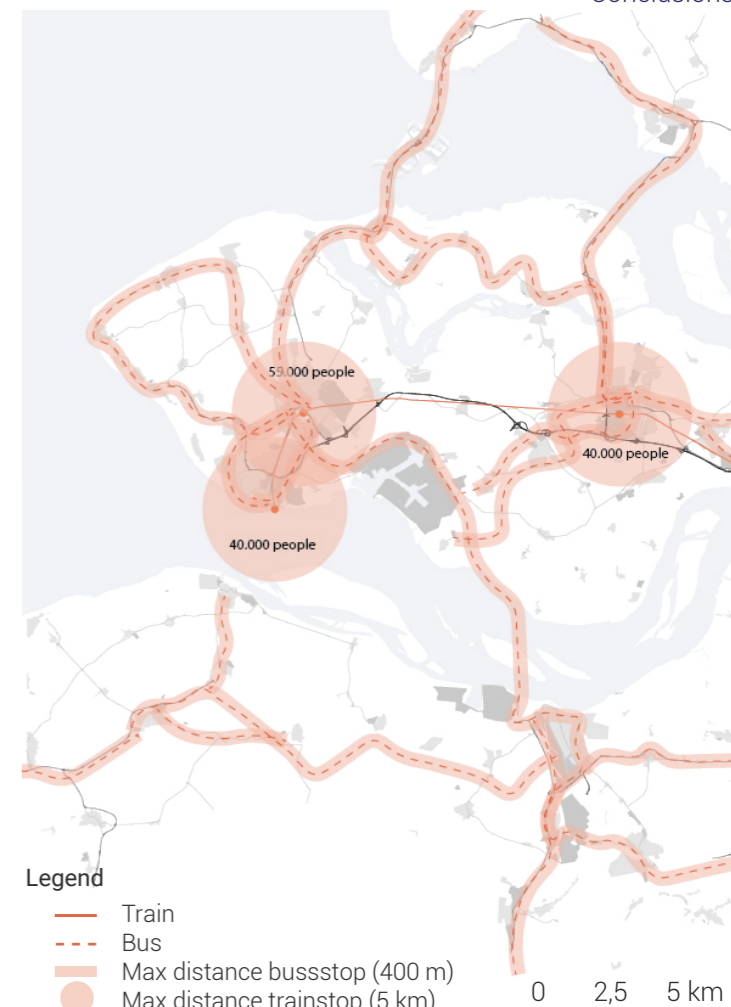 Conclusions
59.000 people
40.000 people
40.000 people
Legend
Train
Bus
Max distance bussstop (400 m)
Max distance trainstop (5 km)
0 2,5 5 km